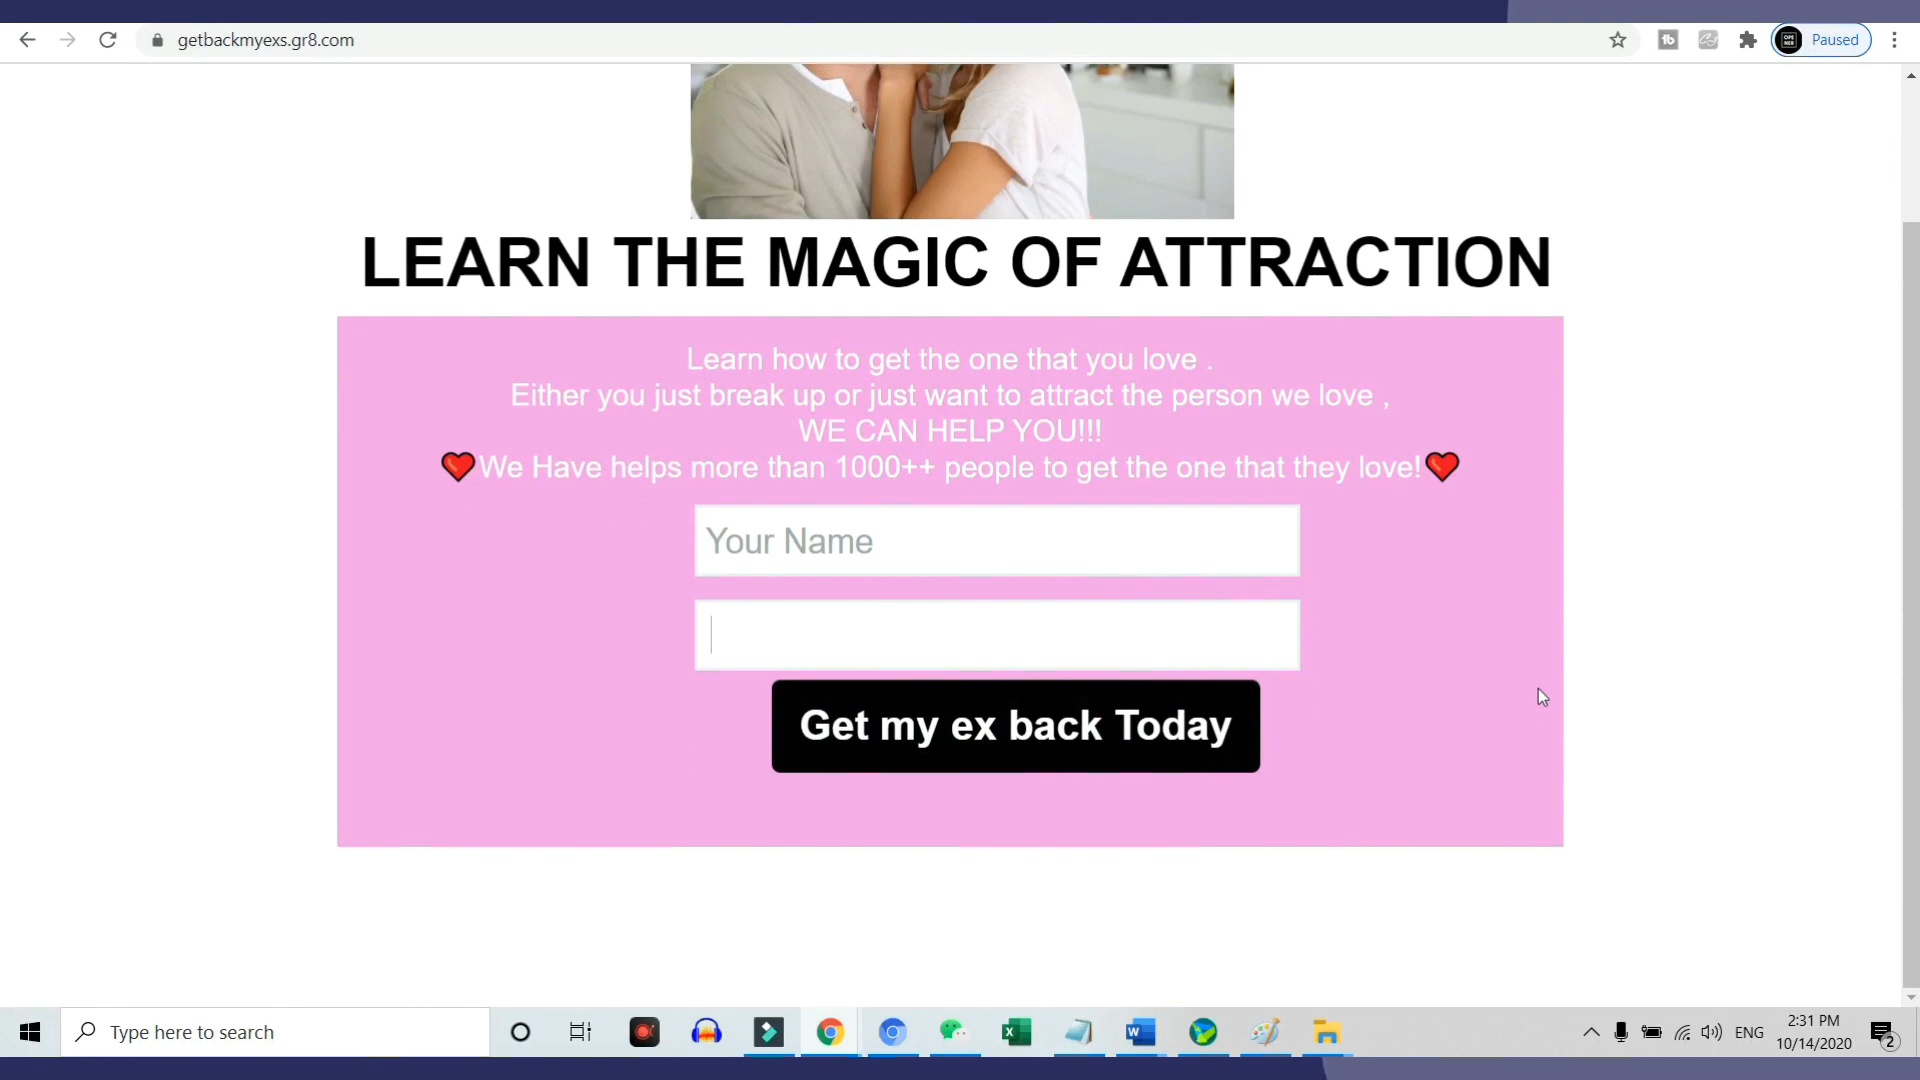 getbackmyexs.gr8.com
Paused
LEARN THE MAGIC OF ATTRACTION
Learn how to get the one that you love .
Either you just break up or just want to attract the person we love ,
WE CAN HELP YOU!!!
❤️We Have helps more than 1000++ people to get the one that they love!❤️
Your Name
Get my ex back Today
Type here to search
ENG
2:31 PM
10/14/2020
2